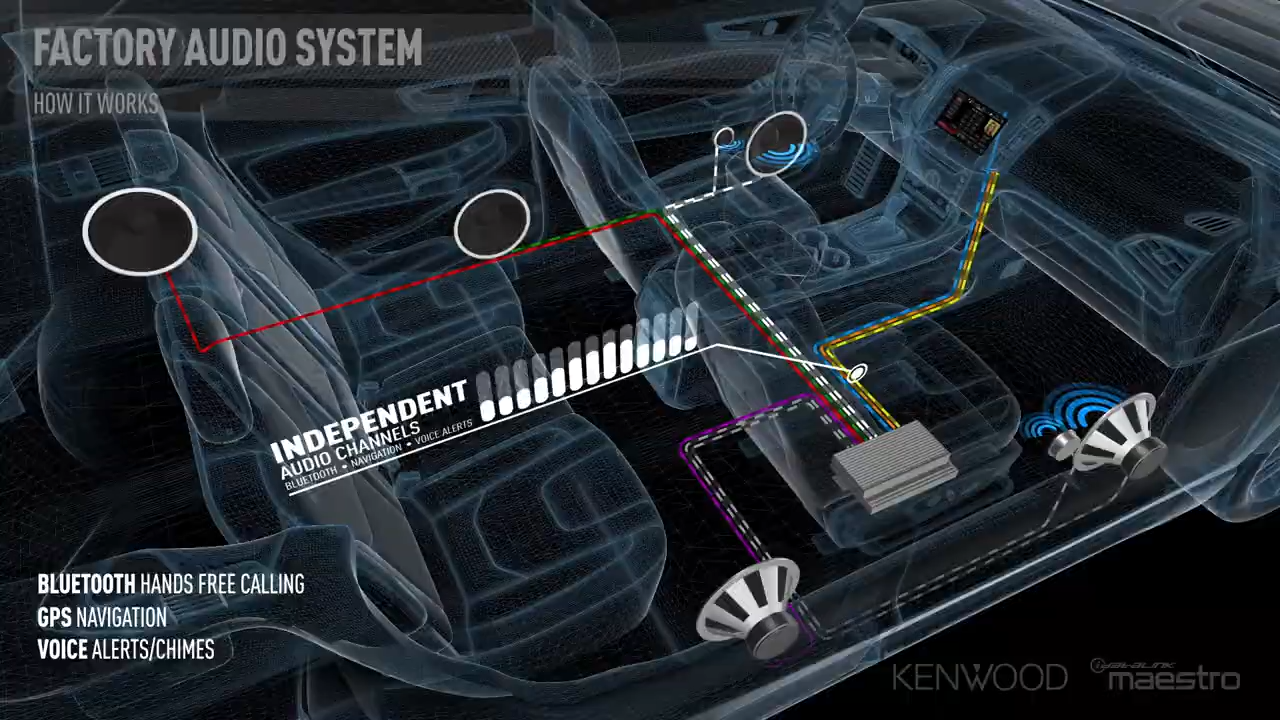 FACTORY AUDIO SYSTEM
HOW IT WORKS
INDEPENDENT
AUDIO CHANNELS
BLUETOOTH • NAVIGATION • VOICE ALERTS
BLUETOOTH HANDS FREE CALLING
GPS NAVIGATION
VOICE ALERTS/CHIMES
KENWOOD
iDatalink
maestro